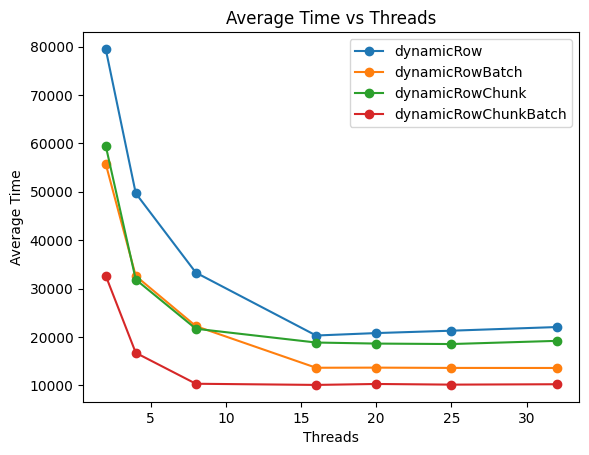 Average Time vs Threads
dynamicRow
dynamicRowBatch
dynamicRowChunk
dynamicRowChunkBatch
80000
70000
60000
50000
40000
30000
20000
10000
Average Time
5
10
15
20
25
30
Threads